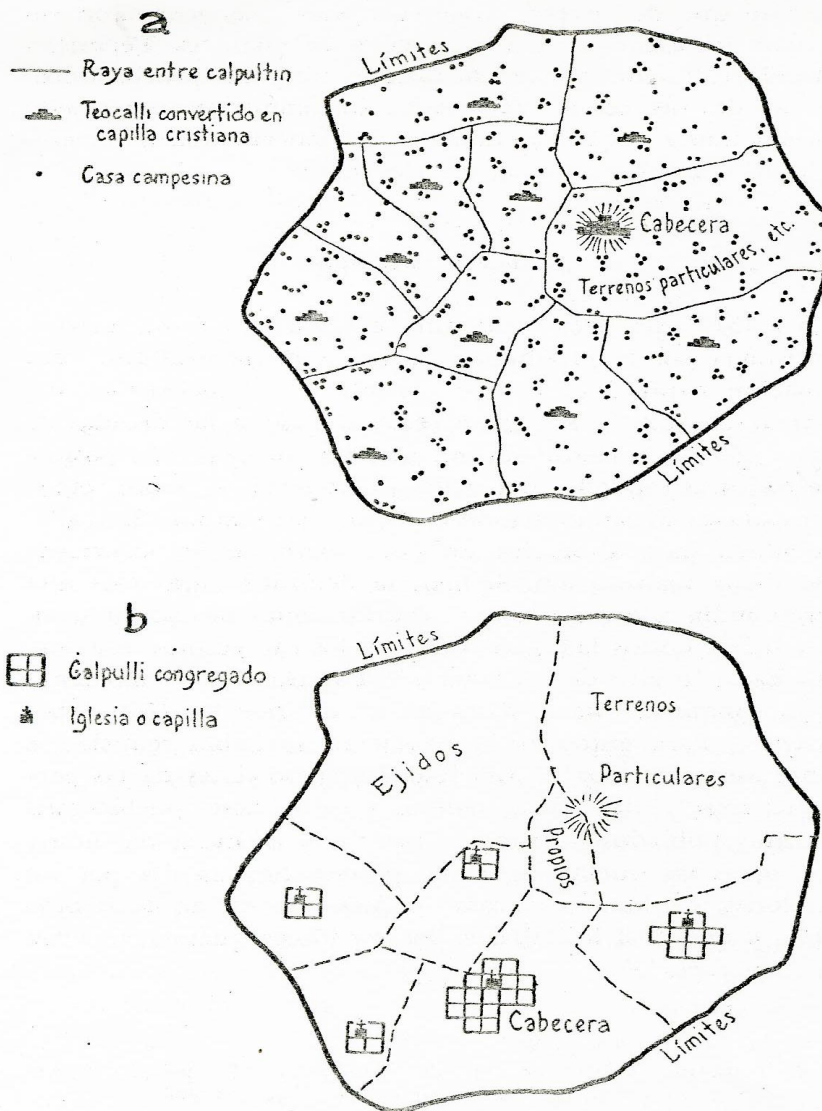 a
Raya entre calpultin
Teocalli convertido en
capilla cristiana
Casa campesina
Límites
Cabecera
Terrenos particulares, etc.
Límites
b
Calpulli congregado
Iglesia o capilla
Límites
Terrenos
Ejidos
Particulares
Propios
Cabecera
Límites